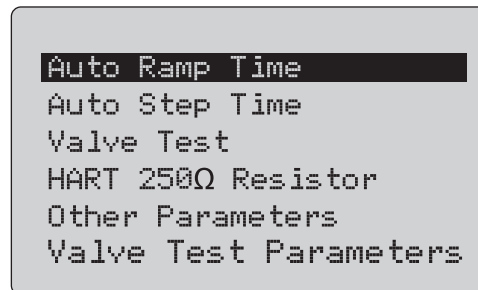 Auto Ramp Time
Auto Step Time
Valve Test
HART 250Ω Resistor
Other Parameters
Valve Test Parameters